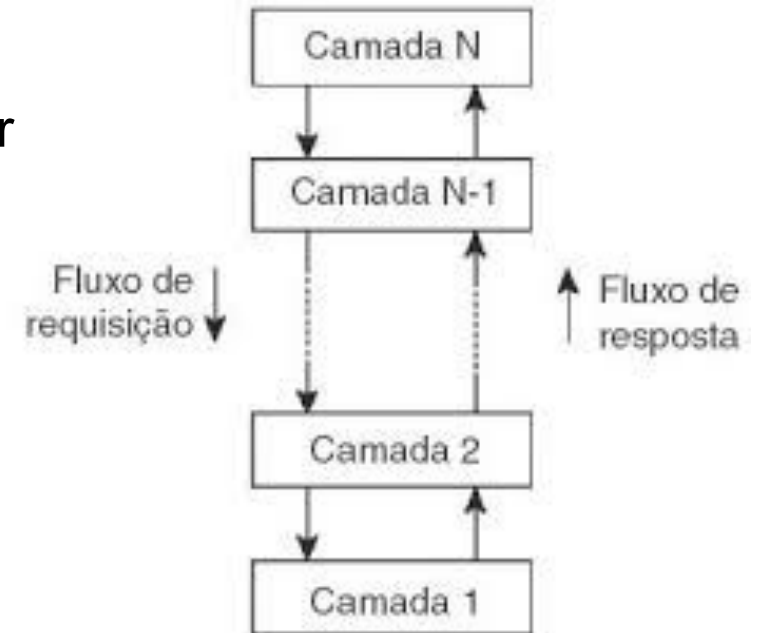 Camada N
r
Camada N-1
Fluxo de
requisição
Fluxo de
resposta
Camada 2
Camada 1